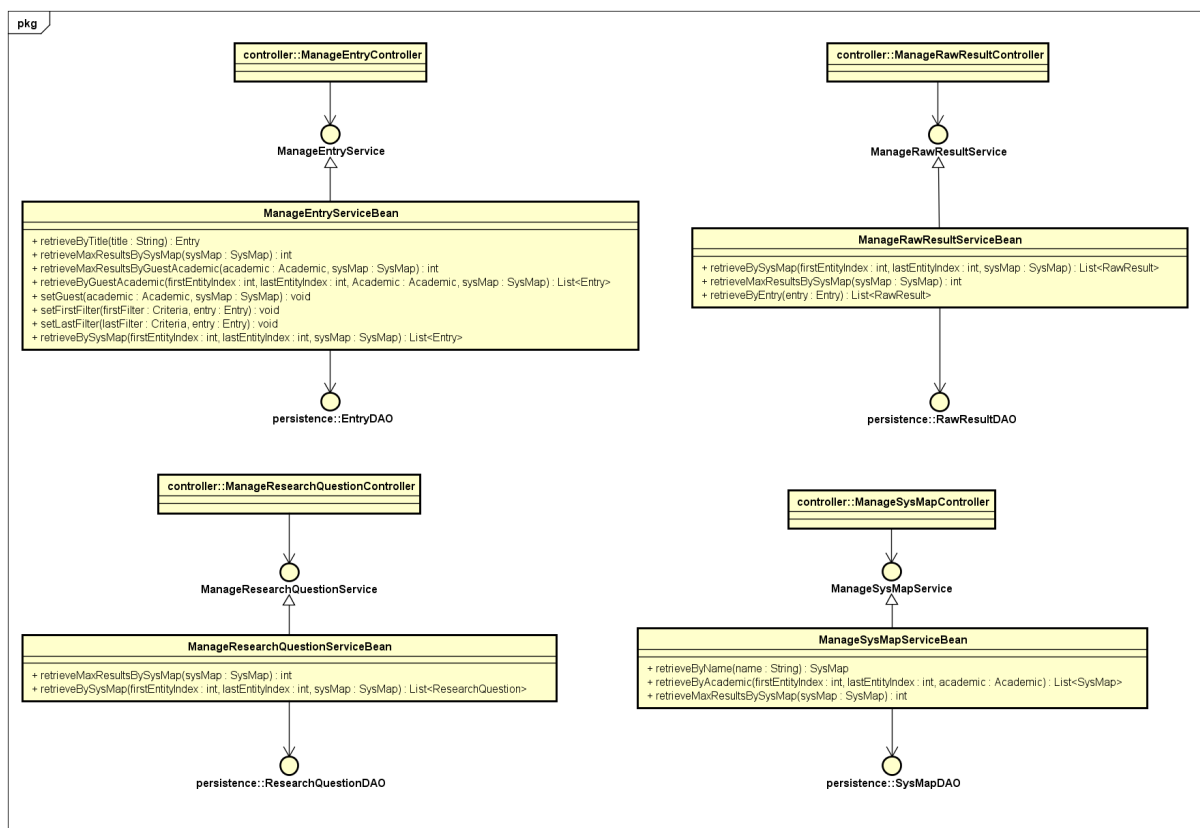 pkg
controller::ManageEntryController
ManageEntryService
ManageEntryServiceBean
+ retrieveByTitle(title : String) : Entry
+ retrieveMaxResultsBySysMap(sysMap : SysMap) : int
+ retrieveMaxResultsByGuestAcademic(academic : Academic, sysMap : SysMap) : int
+ retrieveByGuestAcademic(firstEntityIndex : int, lastEntityIndex : int, Academic : Academic, sysMap : SysMap) : List<Entry>
+ setGuest(academic : Academic, sysMap : SysMap) : void
+ setFirstFilter(firstFilter : Criteria, entry : Entry) : void
+ setLastFilter(lastFilter : Criteria, entry : Entry) : void
+ retrieveBySysMap(firstEntityIndex : int, lastEntityIndex : int, sysMap : SysMap) : List<Entry>
persistence::EntryDAO
controller::ManageRawResultController
ManageRawResultService
ManageRawResultServiceBean
+ retrieveBySysMap(firstEntityIndex : int, lastEntityIndex : int, sysMap : SysMap) : List<RawResult>
+ retrieveMaxResultsBySysMap(sysMap : SysMap) : int
+ retrieveByEntry(entry : Entry) : List<RawResult>
persistence::RawResultDAO
controller::ManageResearchQuestionController
ManageResearchQuestionService
ManageResearchQuestionServiceBean
+ retrieveMaxResultsBySysMap(sysMap : SysMap) : int
+ retrieveBySysMap(firstEntityIndex : int, lastEntityIndex : int, sysMap : SysMap) : List<ResearchQuestion>
persistence::ResearchQuestionDAO
controller::ManageSysMapController
ManageSysMapService
ManageSysMapServiceBean
+ retrieveByName(name : String) : SysMap
+ retrieveByAcademic(firstEntityIndex : int, lastEntityIndex : int, academic : Academic) : List<SysMap>
+ retrieveMaxResultsBySysMap(sysMap : SysMap) : int
persistence::SysMapDAO